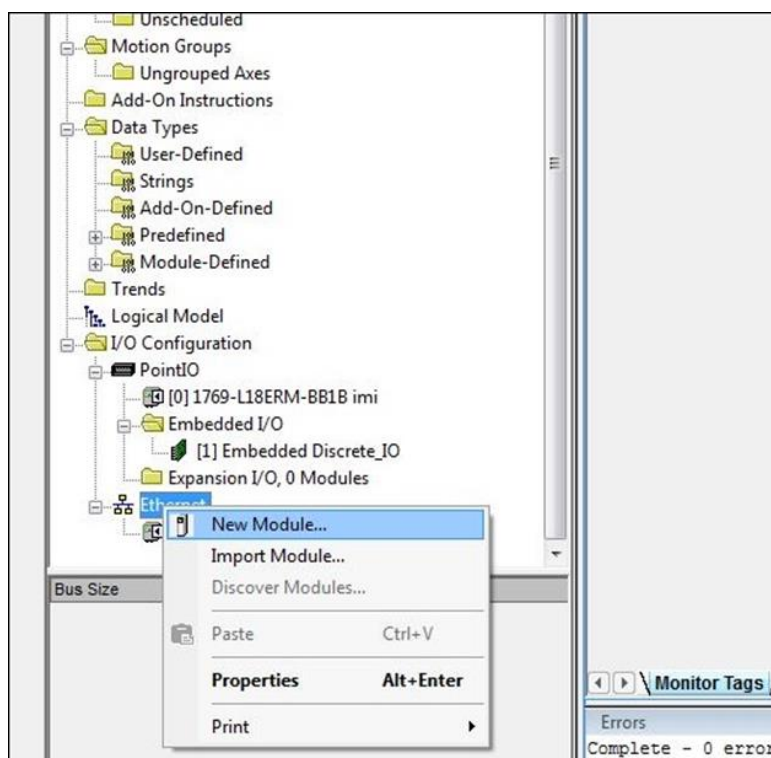 Unscheduled
Motion Groups
Ungrouped Axes
Add-On Instructions
Data Types
User-Defined
Strings
Add-On-Defined
Predefined
Module-Defined
Trends
Logical Model
I/O Configuration
PointIO
[0] 1769-L18ERM-BB1B imi
Embedded I/O
[1] Embedded Discrete_IO
Expansion I/O, 0 Modules
Ethernet
New Module...
Import Module...
Discover Modules...
Paste Ctrl+V
Properties Alt+Enter
Print
Bus Size
Monitor Tags
Errors
Complete - 0 error